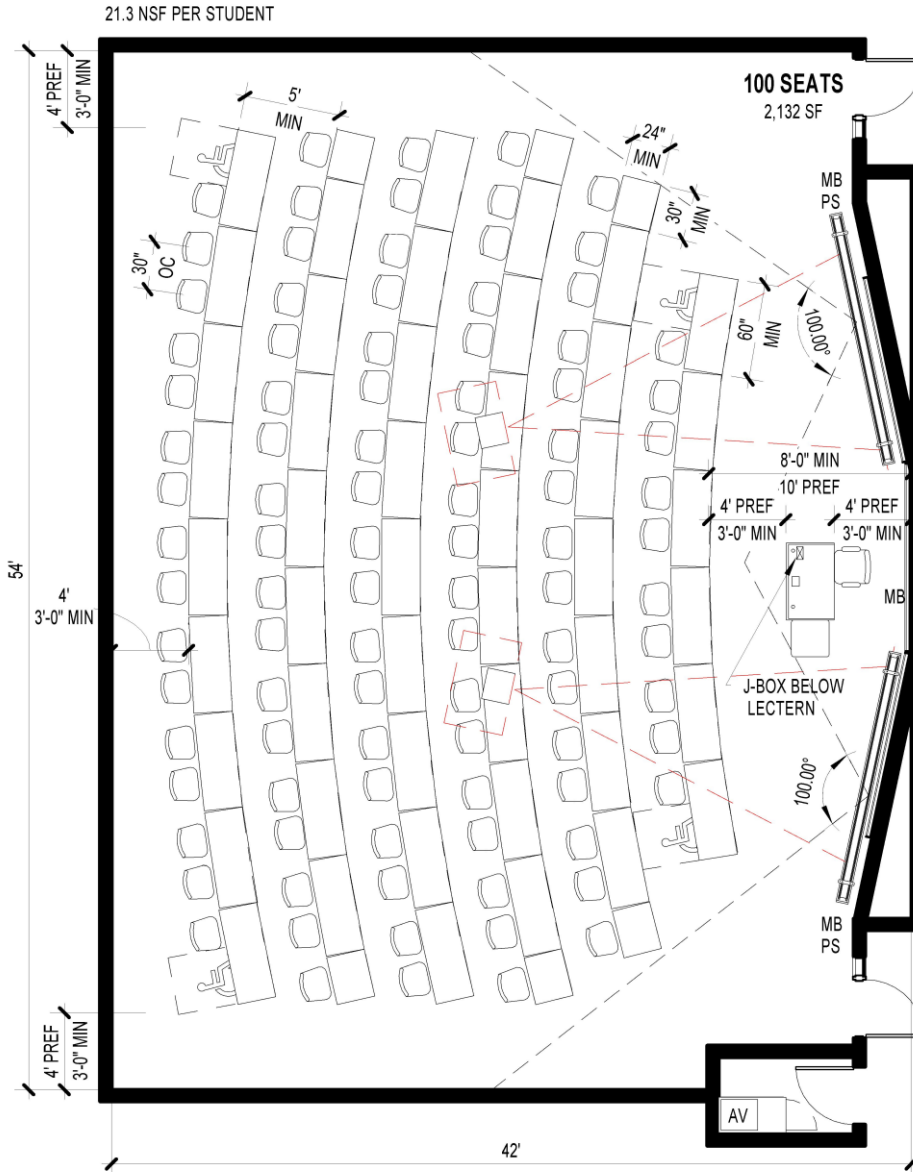 21.3 NSF PER STUDENT
4' PREF
3'-0" MIN
5'
MIN
100 SEATS
2,132 SF
24"
MIN
30"
MIN
MB
PS
30"
OC
60"
MIN
100.00°
8'-0" MIN
10' PREF
4' PREF
3'-0" MIN
4' PREF
3'-0" MIN
54'
4'
3'-0" MIN
MB
J-BOX BELOW
LECTERN
100.00°
MB
PS
4' PREF
3'-0" MIN
AV
42'